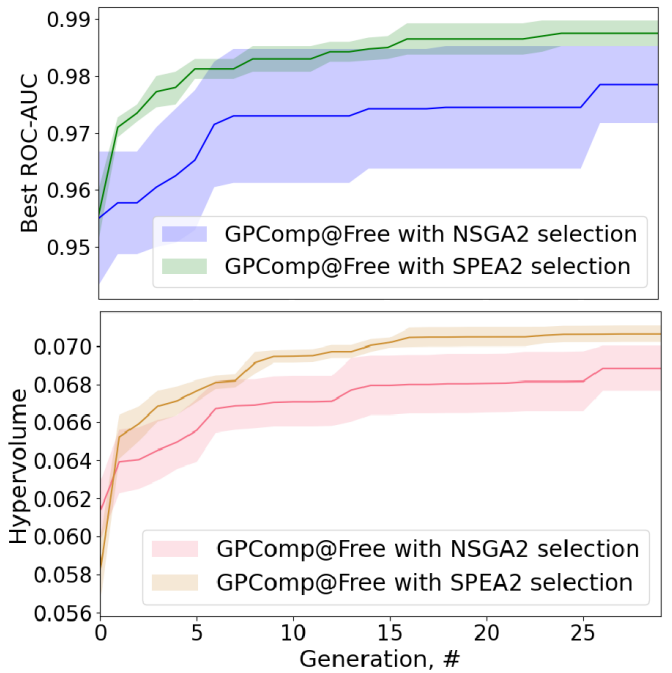 Best ROC-AUC
0.99
0.98
0.97
0.96
0.95
GPComp@Free with NSGA2 selection
GPComp@Free with SPEA2 selection
Hypervolume
0.070
0.068
0.066
0.064
0.062
0.060
0.058
0.056
GPComp@Free with NSGA2 selection
GPComp@Free with SPEA2 selection
0 5 10 15 20 25
Generation, #